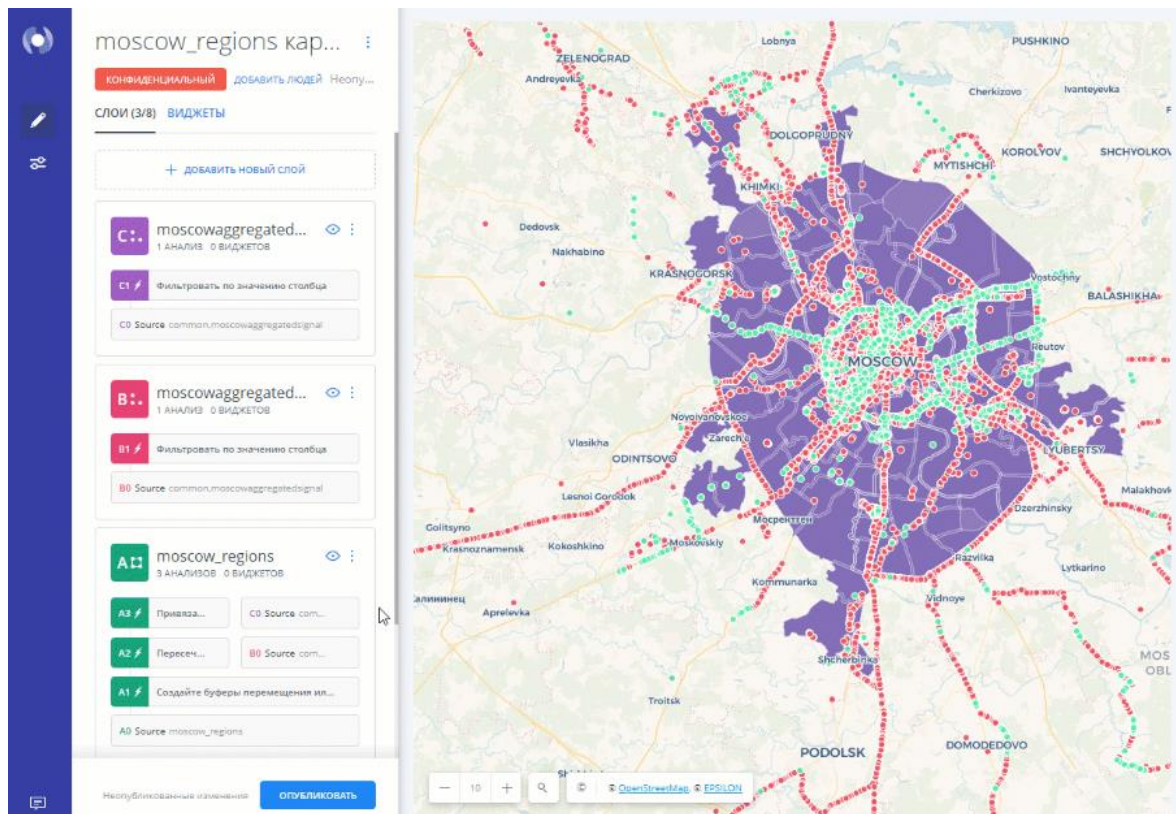 moscow_regions кар...
КОНФИДЕНЦИАЛЬНЫЙ ДОБАВИТЬ ЛЮДЕЙ Неопу...
СЛОИ (3/8) ВИДЖЕТЫ
+ ДОБАВИТЬ НОВЫЙ СЛОЙ
C moscowaggregated...
1 АНАЛИЗ 0 ВИДЖЕТОВ
C1 Фильтровать по значению столбца
C0 Source common.moscowaggregatedsignal
B moscowaggregated...
1 АНАЛИЗ 0 ВИДЖЕТОВ
B1 Фильтровать по значению столбца
B0 Source common.moscowaggregatedsignal
A moscow_regions
3 АНАЛИЗОВ 0 ВИДЖЕТОВ
A3 Привяза... C0 Source com...
A2 Пересеч... B0 Source com...
A1 Создайте буферы перемещения ил...
A0 Source moscow_regions
Неопубликованные изменения ОПУБЛИКОВАТЬ
Lobnya
PUSHKINO
ZELENOGRAD
Andreyevka
Cherkizovo
Ivanteyevka
DOLGOPRUDNY
KOROLYOV
SHCHYOLKOV
MYTISHCHI
KHIMKI
Dedovsk
Nakhabino
KRASNOGORSK
Vostochny
BALASHIKHA
Reutov
MOSCOW
Novoivanovskoe
Zarech'e
Vlasikha
ODINTSOVO
LYUBERTSY
Malakhovk
Lesnoi Gorodok
Dzerzhinsky
Golitsyno
Мосрентген
Krasnoznamensk
Kokoshkino
Moskovskiy
Razvilka
Lytkarino
Kommunarka
Калининец
Aprelevka
Vidnoye
Shcherbinka
MOS
OBL
Troitsk
PODOLSK
DOMODEDOVO
— 10 +
© © OpenStreetMap, © EPSILON